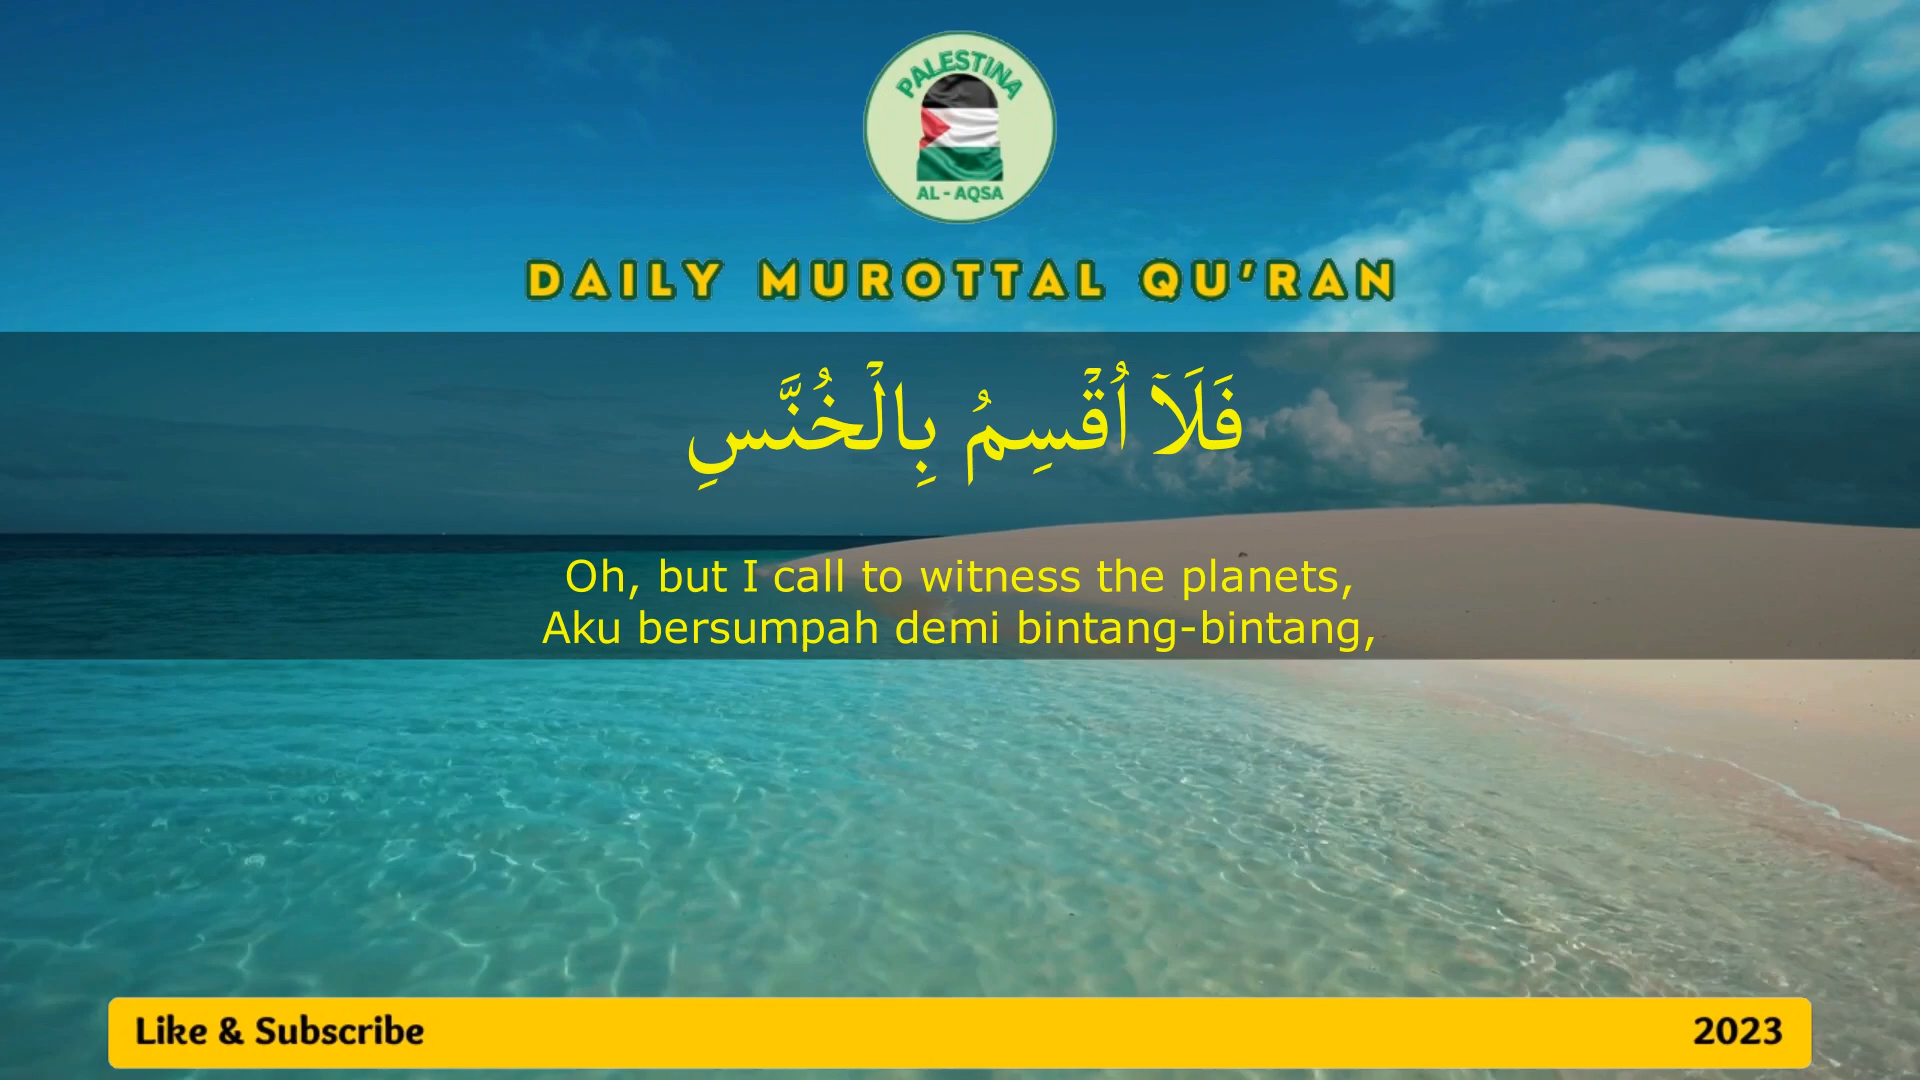 PALESTINA
AL - AQSA
DAILY MUROTTAL QU’RAN
فَلَآ اُقْسِمُ بِالْخُنَّسِ
Oh, but I call to witness the planets,
Aku bersumpah demi bintang-bintang,
Like & Subscribe
2023